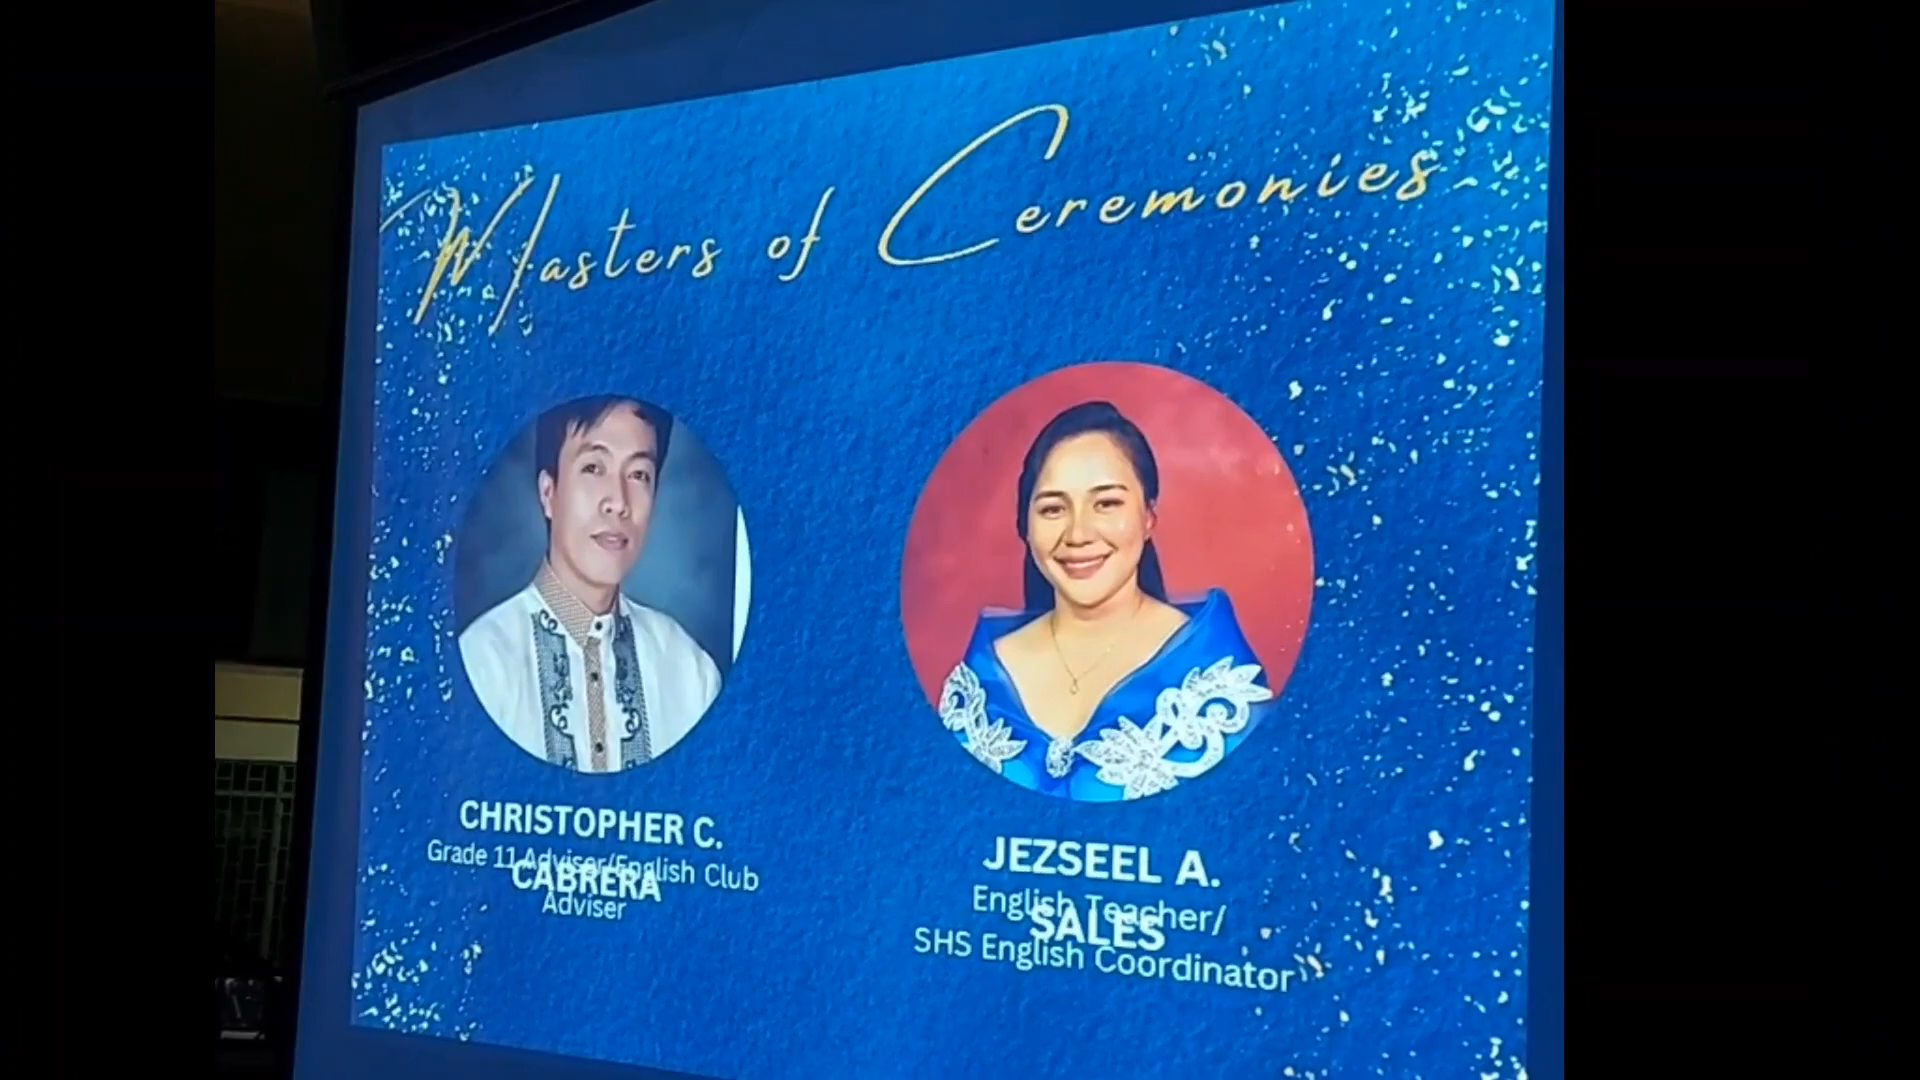 Masters of Ceremonies
CHRISTOPHER C.
CABRERA
Grade 11 Adviser/English Club
Adviser
JEZSEEL A.
SALES
English Teacher/
SHS English Coordinator